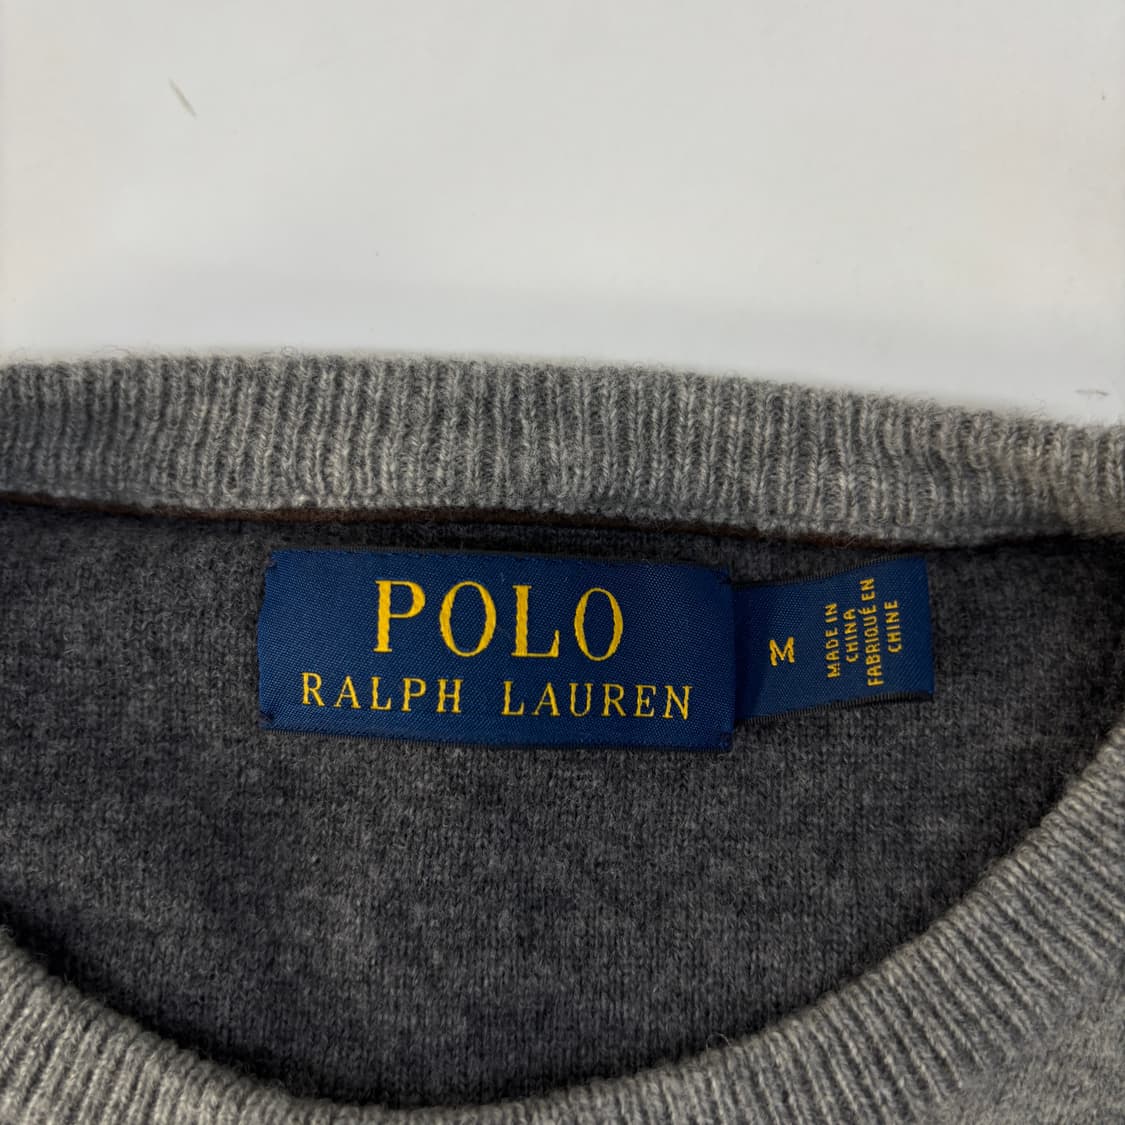 POLO
RALPH LAUREN
M
MADE IN
CHINA
FABRIQUÉ EN
CHINE